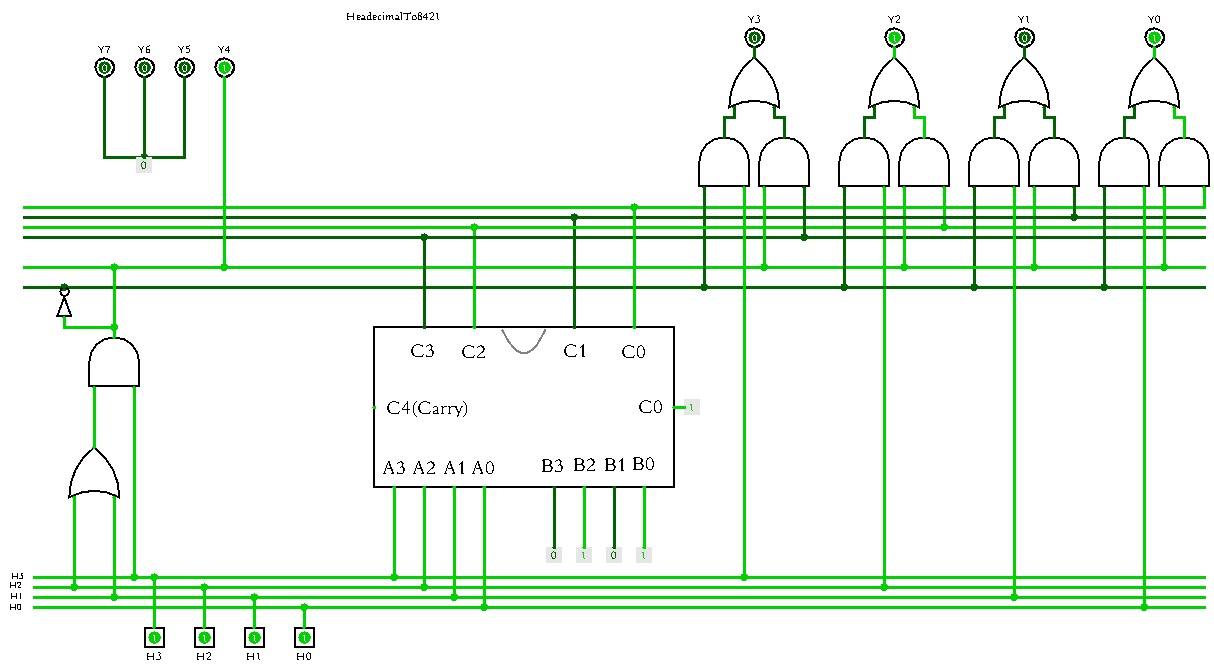 HeadecimalTo8421
Y3 Y2 Y1 Y0
Y7 Y6 Y5 Y4
0 1 0 1
0 0 0 1
0
C3 C2 C1 C0
C4(Carry) C0 1
A3 A2 A1 A0 B3 B2 B1 B0
0 1 0 1
H3
H2
H1
H0
1 1 1 1
H3 H2 H1 H0